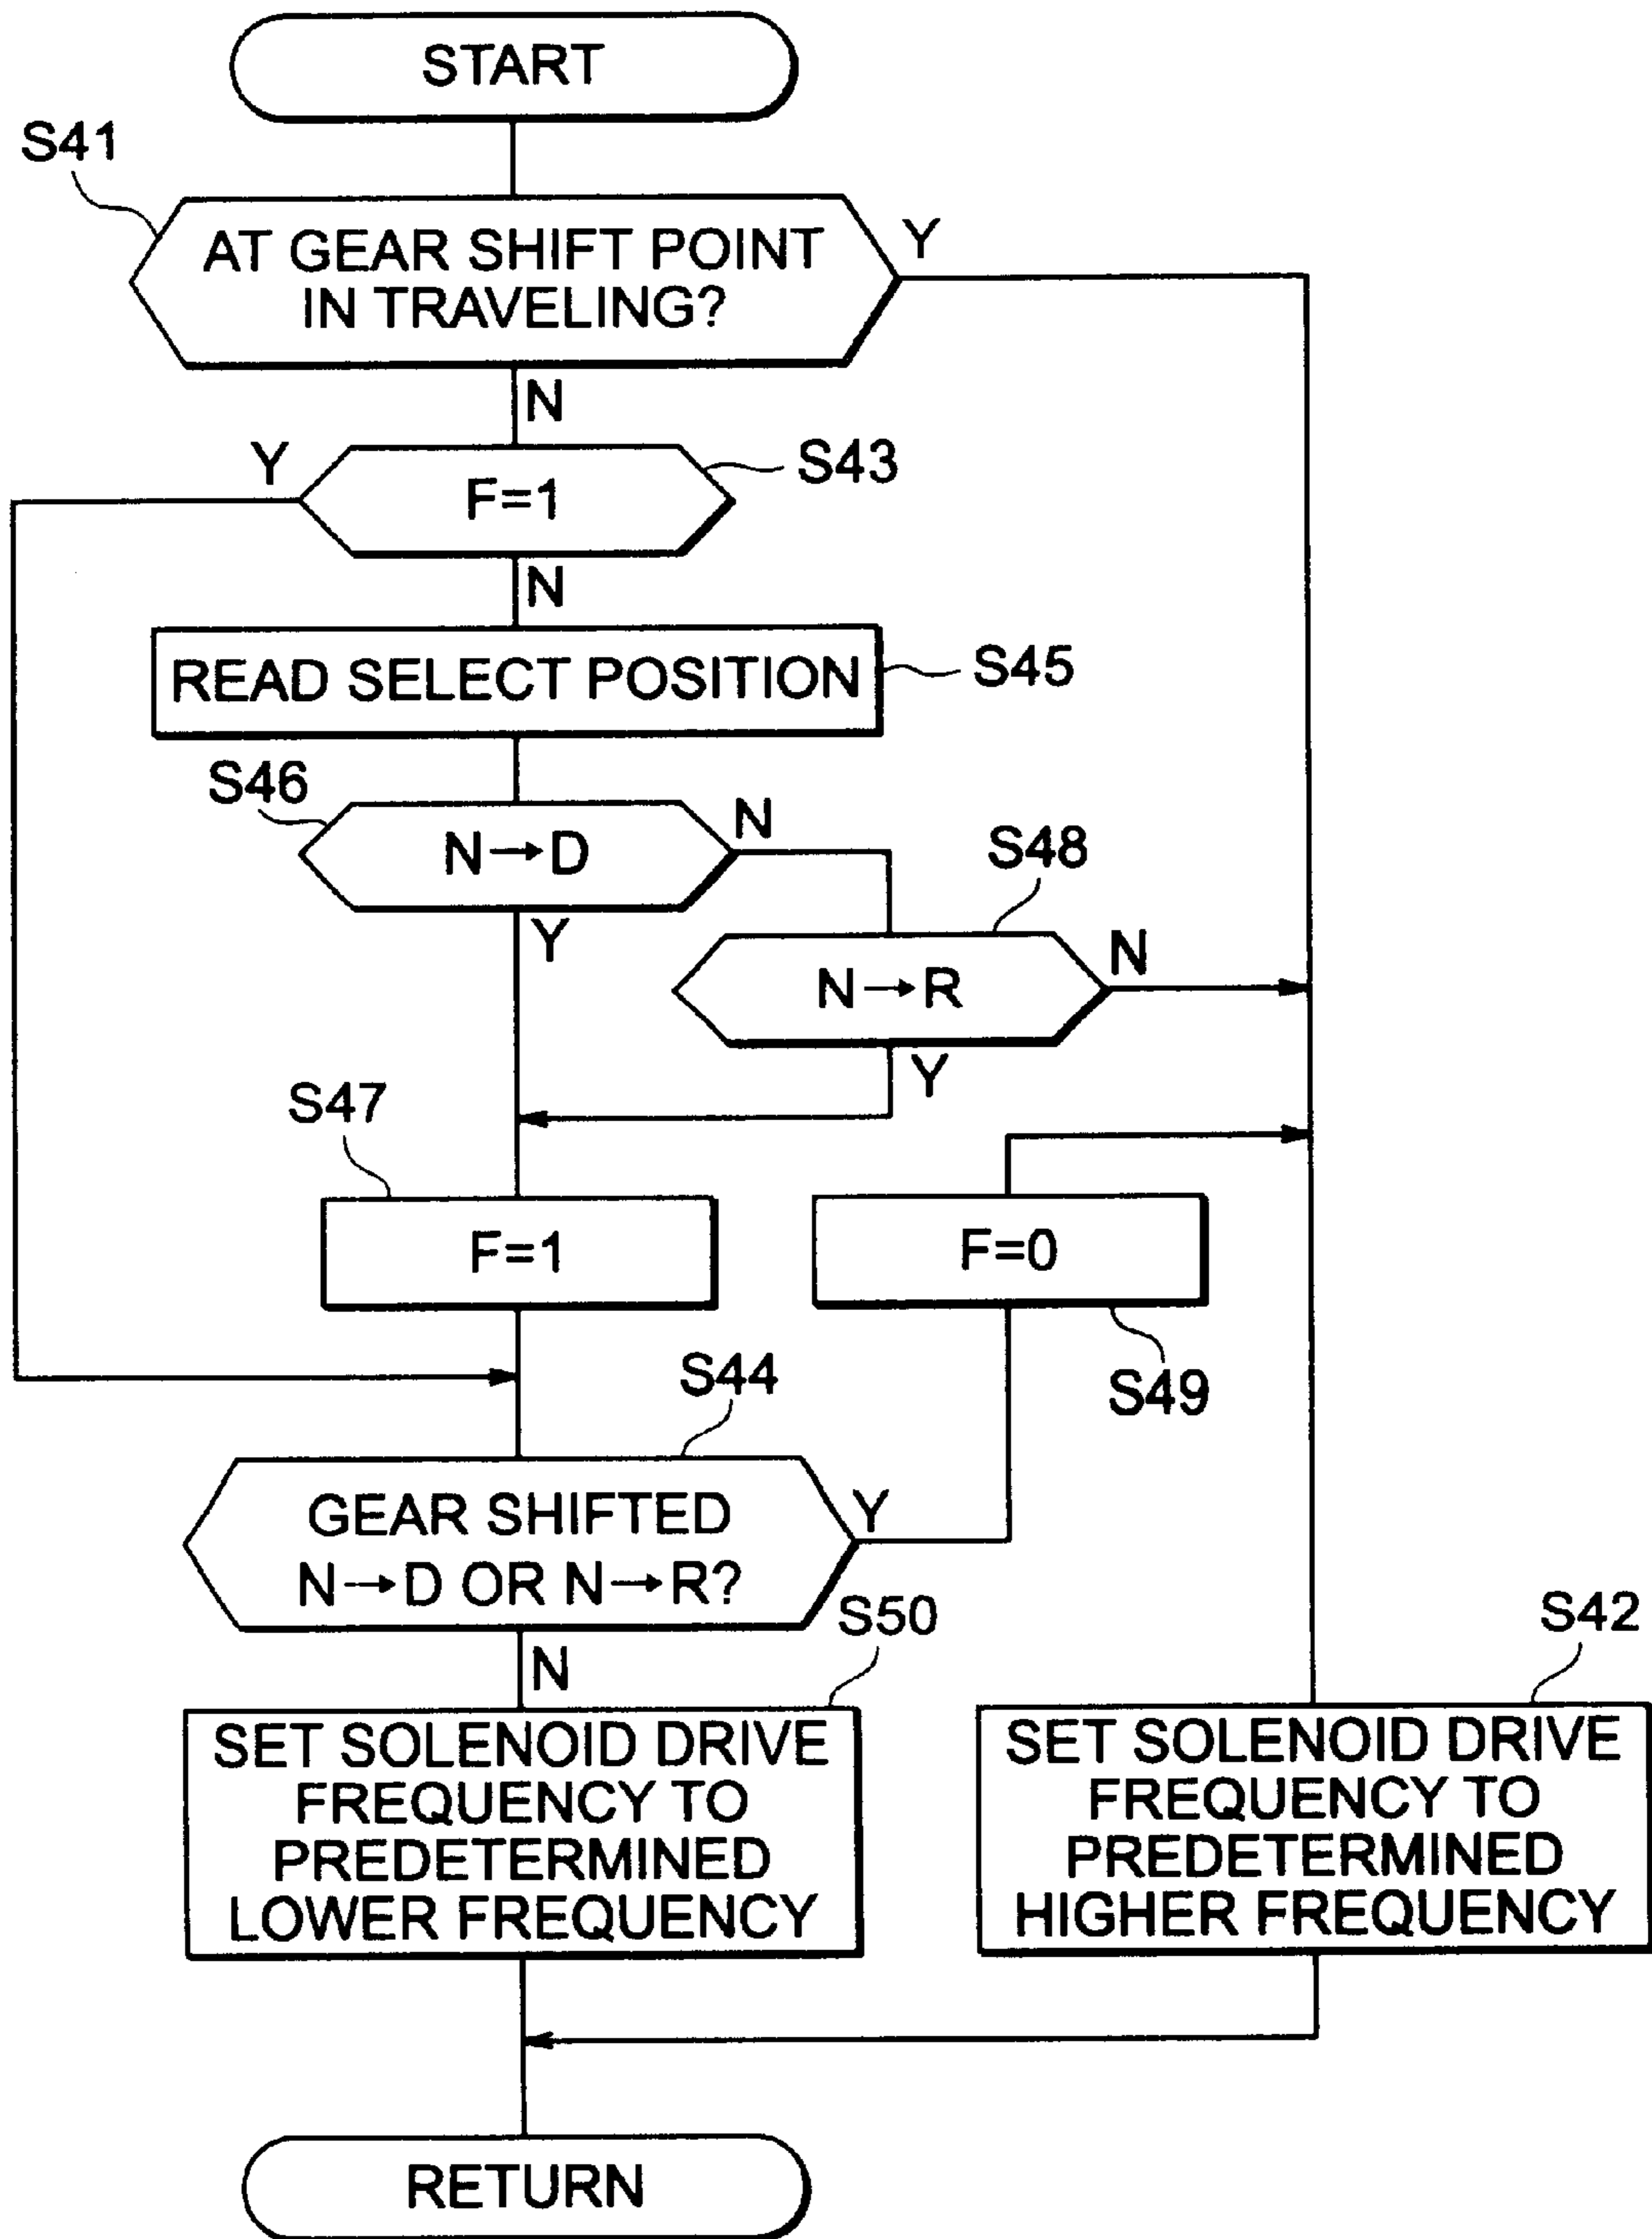 START
S41
AT GEAR SHIFT POINT
IN TRAVELING?
Y
N
Y
F=1
S43
N
READ SELECT POSITION
S45
S46
N→D
N
S48
Y
N→R
N
Y
S47
F=1
F=0
S49
S44
GEAR SHIFTED
N→D OR N→R?
Y
N
S50
SET SOLENOID DRIVE
FREQUENCY TO
PREDETERMINED
LOWER FREQUENCY
S42
SET SOLENOID DRIVE
FREQUENCY TO
PREDETERMINED
HIGHER FREQUENCY
RETURN